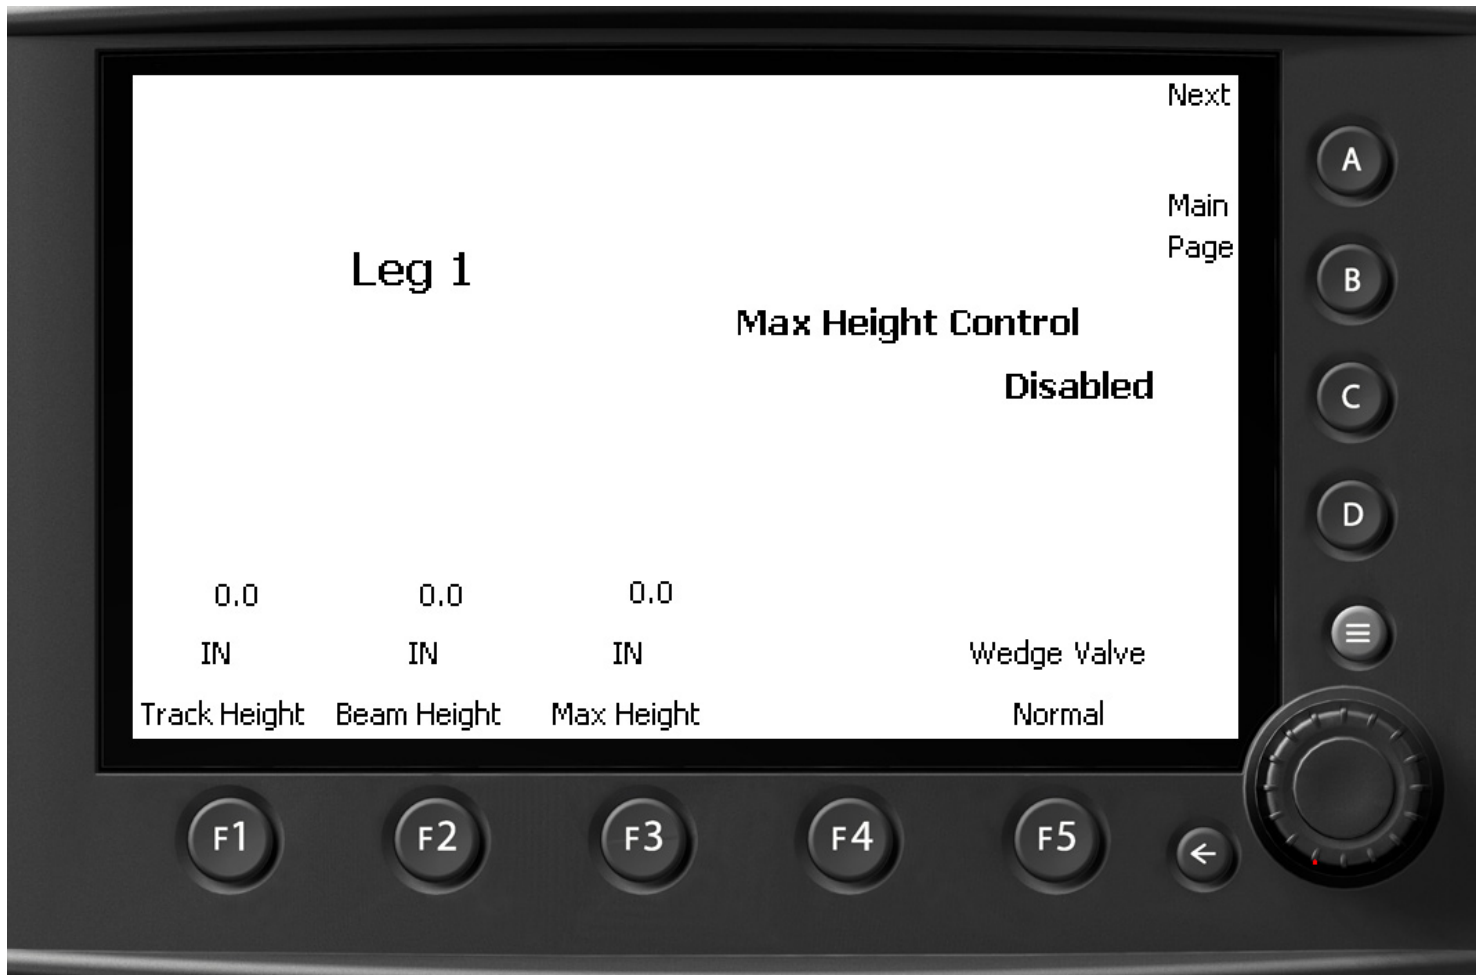 Next
A
Main
Page
Leg 1
B
Max Height Control
Disabled
C
D
0.0 0.0 0.0
IN IN IN Wedge Valve
Track Height Beam Height Max Height Normal
F1 F2 F3 F4 F5